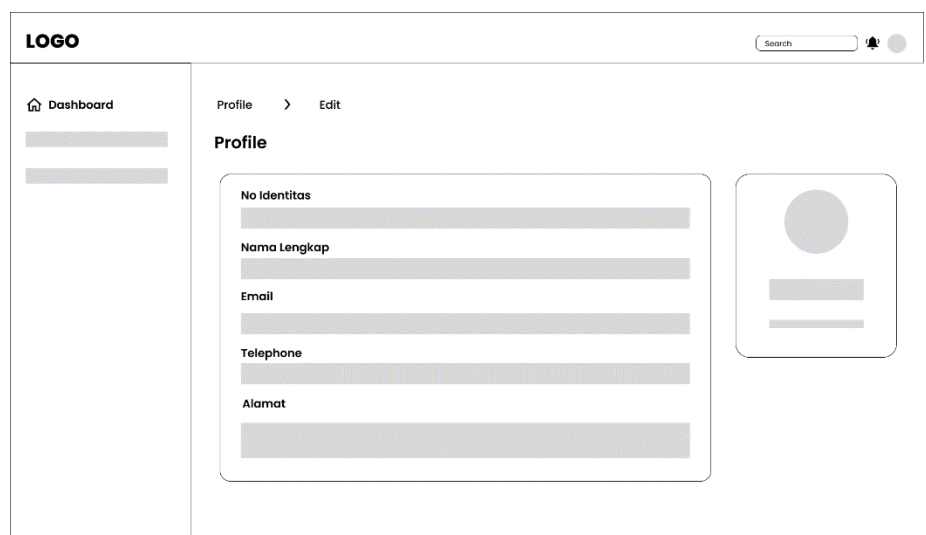 LOGO
Search
Dashboard
Profile > Edit
Profile
No Identitas
Nama Lengkap
Email
Telephone
Alamat